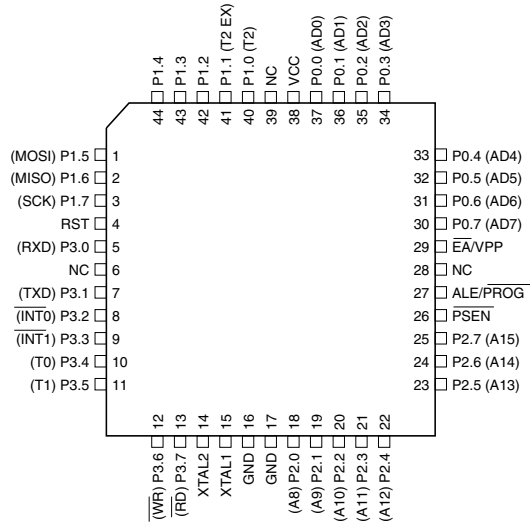 P1.4
P1.3
P1.2
P1.1 (T2 EX)
P1.0 (T2)
NC
VCC
P0.0 (AD0)
P0.1 (AD1)
P0.2 (AD2)
P0.3 (AD3)
44
43
42
41
40
39
38
37
36
35
34
(MOSI) P1.5 1
(MISO) P1.6 2
(SCK) P1.7 3
RST 4
(RXD) P3.0 5
NC 6
(TXD) P3.1 7
(INT0) P3.2 8
(INT1) P3.3 9
(T0) P3.4 10
(T1) P3.5 11
33 P0.4 (AD4)
32 P0.5 (AD5)
31 P0.6 (AD6)
30 P0.7 (AD7)
29 EA/VPP
28 NC
27 ALE/PROG
26 PSEN
25 P2.7 (A15)
24 P2.6 (A14)
23 P2.5 (A13)
12
13
14
15
16
17
18
19
20
21
22
(WR) P3.6
(RD) P3.7
XTAL2
XTAL1
GND
GND
(A8) P2.0
(A9) P2.1
(A10) P2.2
(A11) P2.3
(A12) P2.4